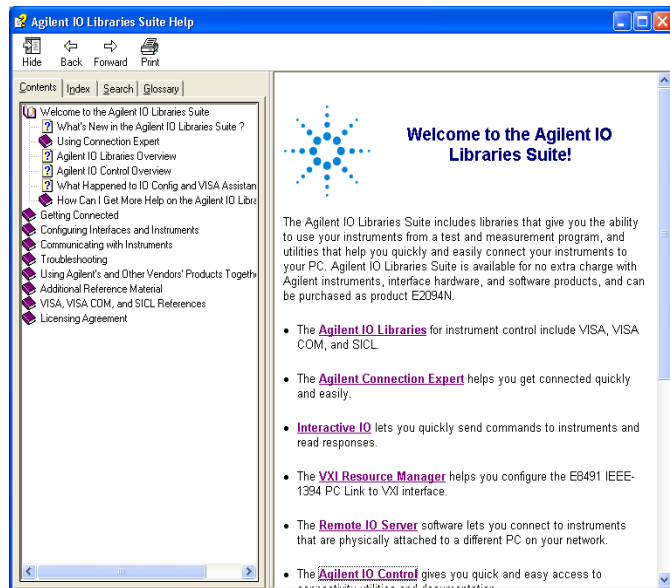 Agilent IO Libraries Suite Help
Hide Back Forward Print
Contents Index Search Glossary
Welcome to the Agilent IO Libraries Suite
What's New in the Agilent IO Libraries Suite ?
Using Connection Expert
Agilent IO Libraries Overview
Agilent IO Control Overview
What Happened to IO Config and VISA Assistan
How Can I Get More Help on the Agilent IO Libra
Getting Connected
Configuring Interfaces and Instruments
Communicating with Instruments
Troubleshooting
Using Agilent's and Other Vendors' Products Togeth
Additional Reference Material
VISA, VISA COM, and SICL References
Licensing Agreement
Welcome to the Agilent IO
Libraries Suite!
The Agilent IO Libraries Suite includes libraries that give you the ability
to use your instruments from a test and measurement program, and
utilities that help you quickly and easily connect your instruments to
your PC. Agilent IO Libraries Suite is available for no extra charge with
Agilent instruments, interface hardware, and software products, and can
be purchased as product E2094N.
• The Agilent IO Libraries for instrument control include VISA, VISA
COM, and SICL.
• The Agilent Connection Expert helps you get connected quickly
and easily.
• Interactive IO lets you quickly send commands to instruments and
read responses.
• The VXI Resource Manager helps you configure the E8491 IEEE-
1394 PC Link to VXI interface.
• The Remote IO Server software lets you connect to instruments
that are physically attached to a different PC on your network.
• The Agilent IO Control gives you quick and easy access to